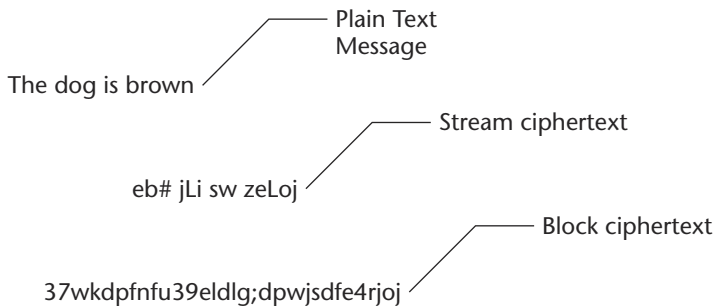 Plain Text
Message
The dog is brown
Stream ciphertext
eb# jLi sw zeLoj
Block ciphertext
37wkdpfnfu39eldlg;dpwjsdfe4rjoj